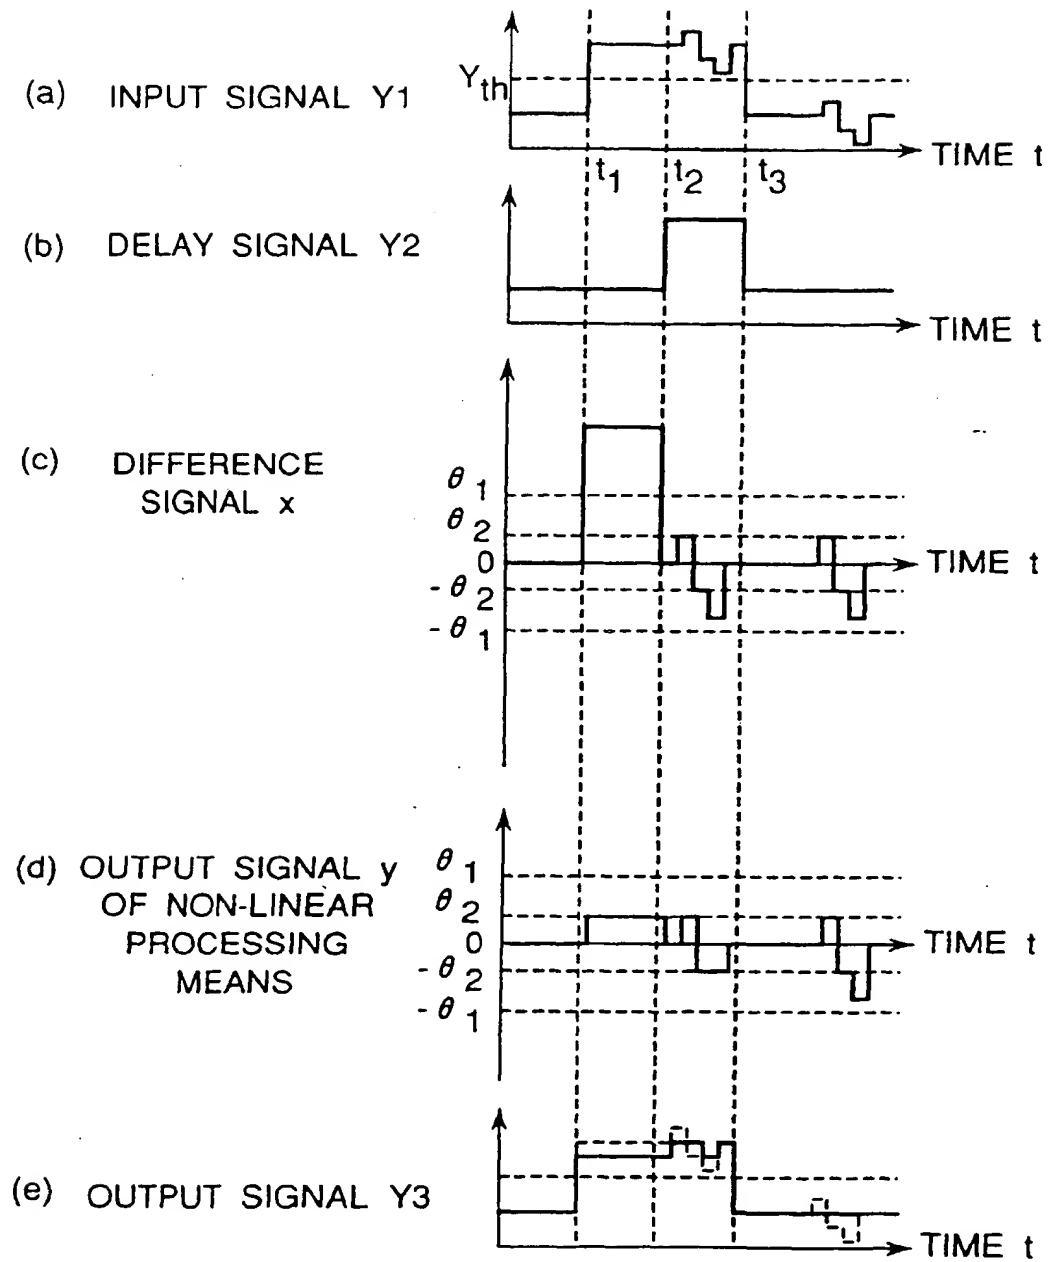 (a) INPUT SIGNAL Y1
Yth
TIME t
t1 t2 t3
(b) DELAY SIGNAL Y2
TIME t
(c) DIFFERENCE
SIGNAL x
θ 1
θ 2
0
TIME t
-θ 2
-θ 1
(d) OUTPUT SIGNAL y
OF NON-LINEAR
PROCESSING
MEANS
θ 1
θ 2
0
TIME t
-θ 2
-θ 1
(e) OUTPUT SIGNAL Y3
TIME t